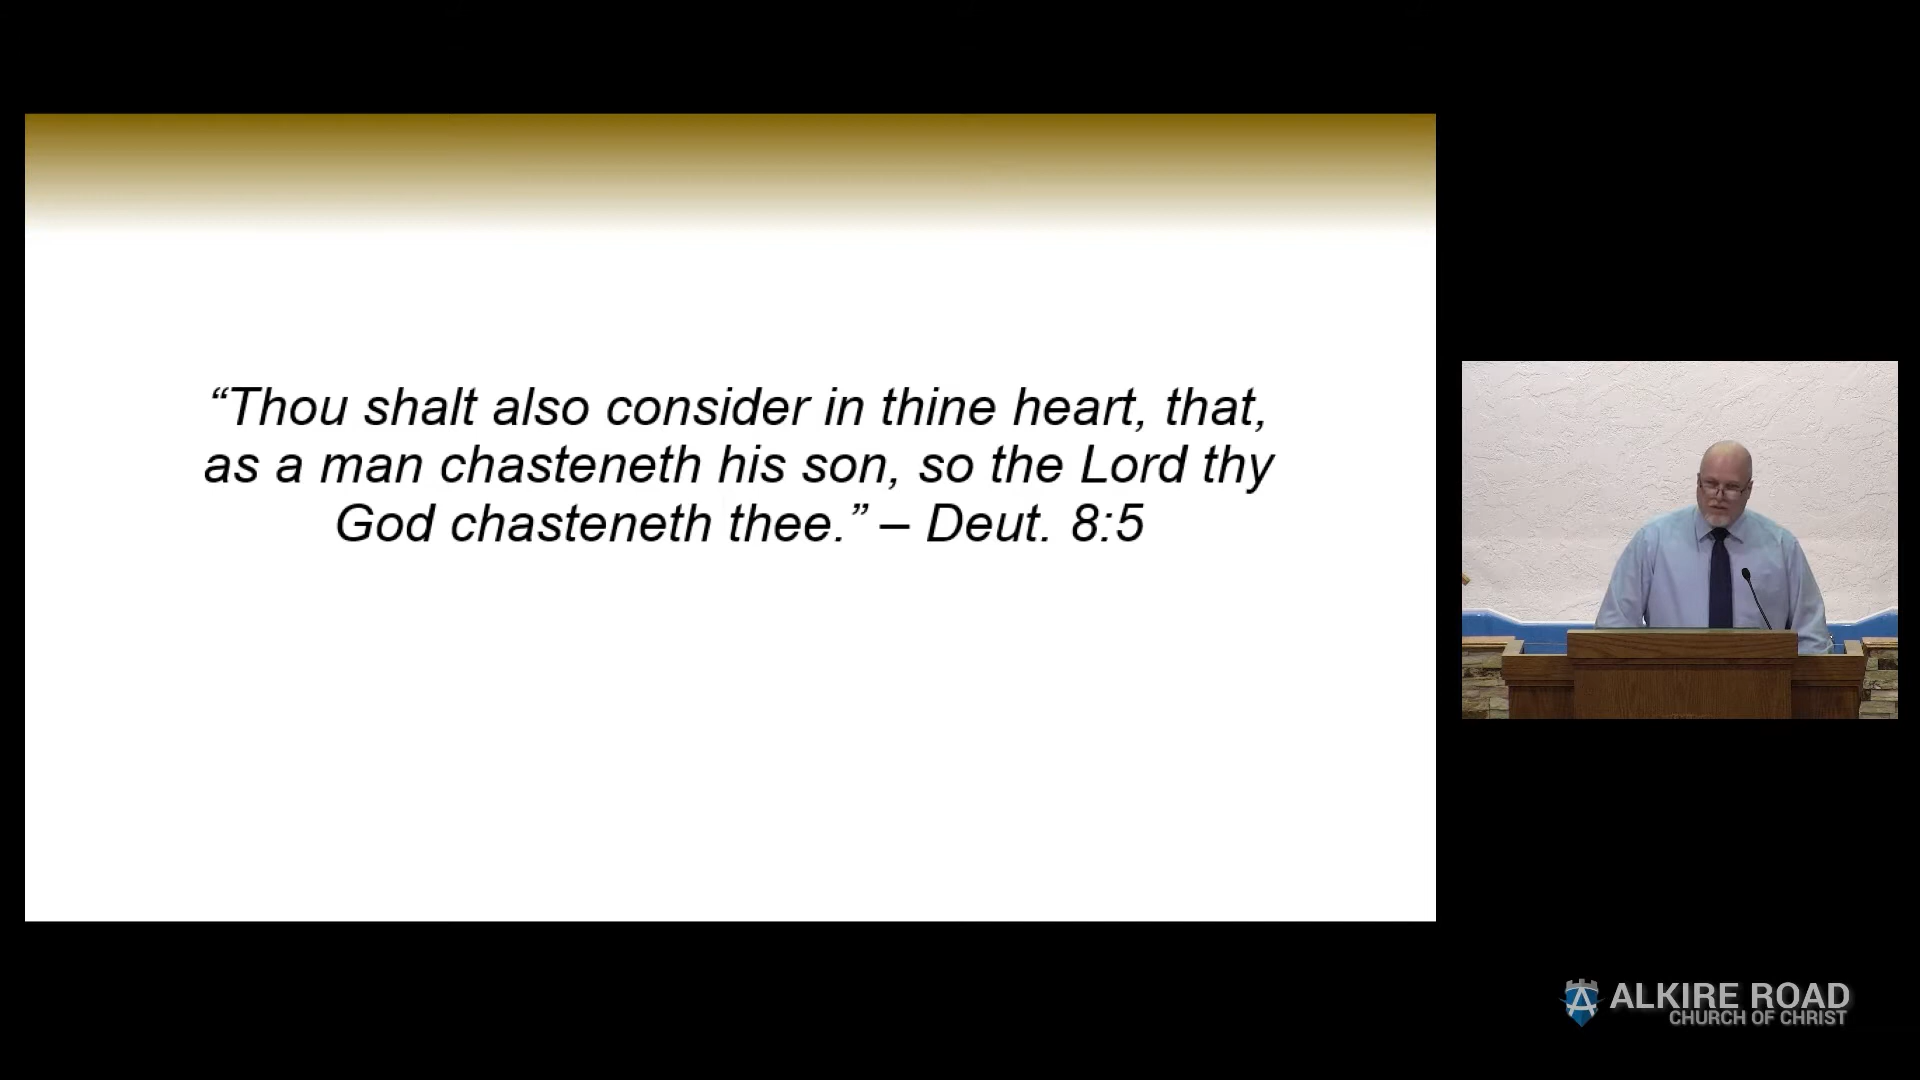 “Thou shalt also consider in thine heart, that,
as a man chasteneth his son, so the Lord thy
God chasteneth thee.” – Deut. 8:5
ALKIRE ROAD
CHURCH OF CHRIST